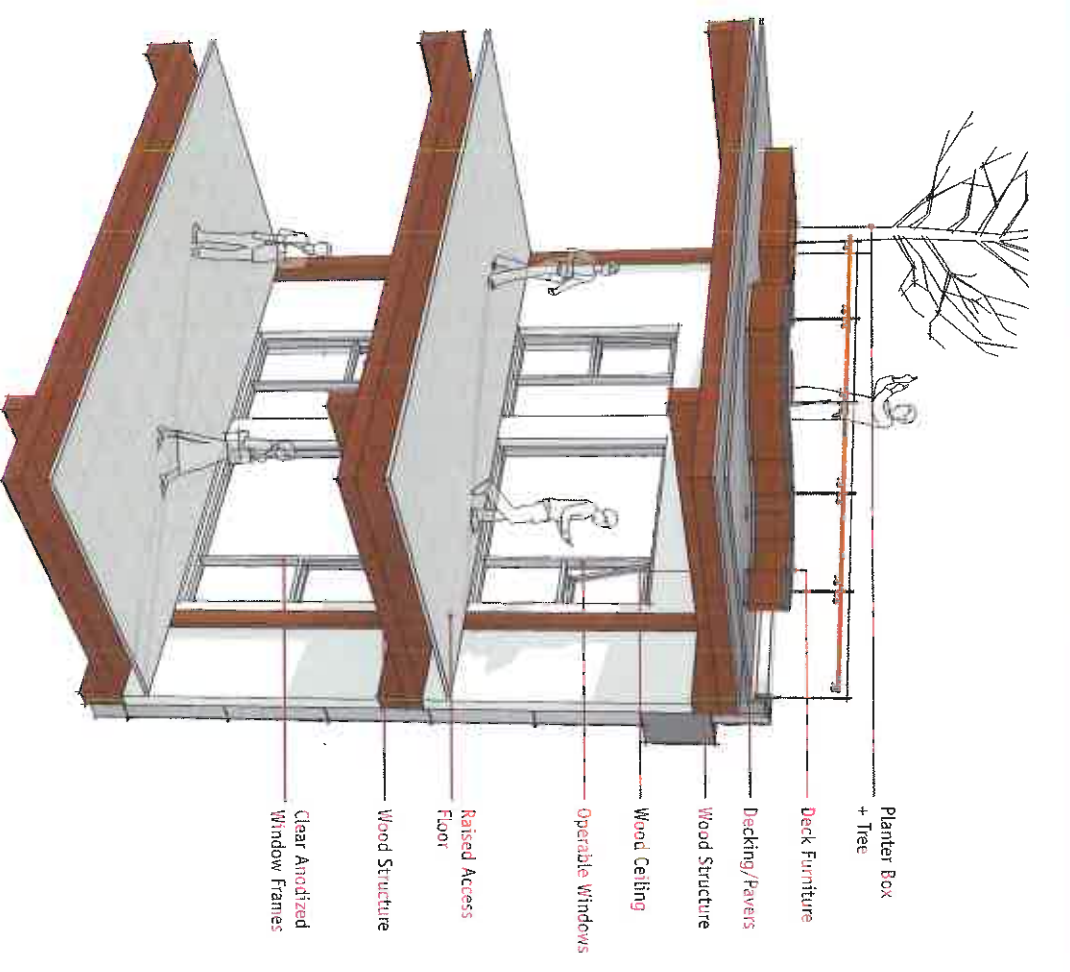 Planter Box
+ Tree
Deck Furniture
Decking/Pavers
Wood Structure
Wood Ceiling
Operable Windows
Raised Access
Floor
Wood Structure
Clear Anodized
Window Frames